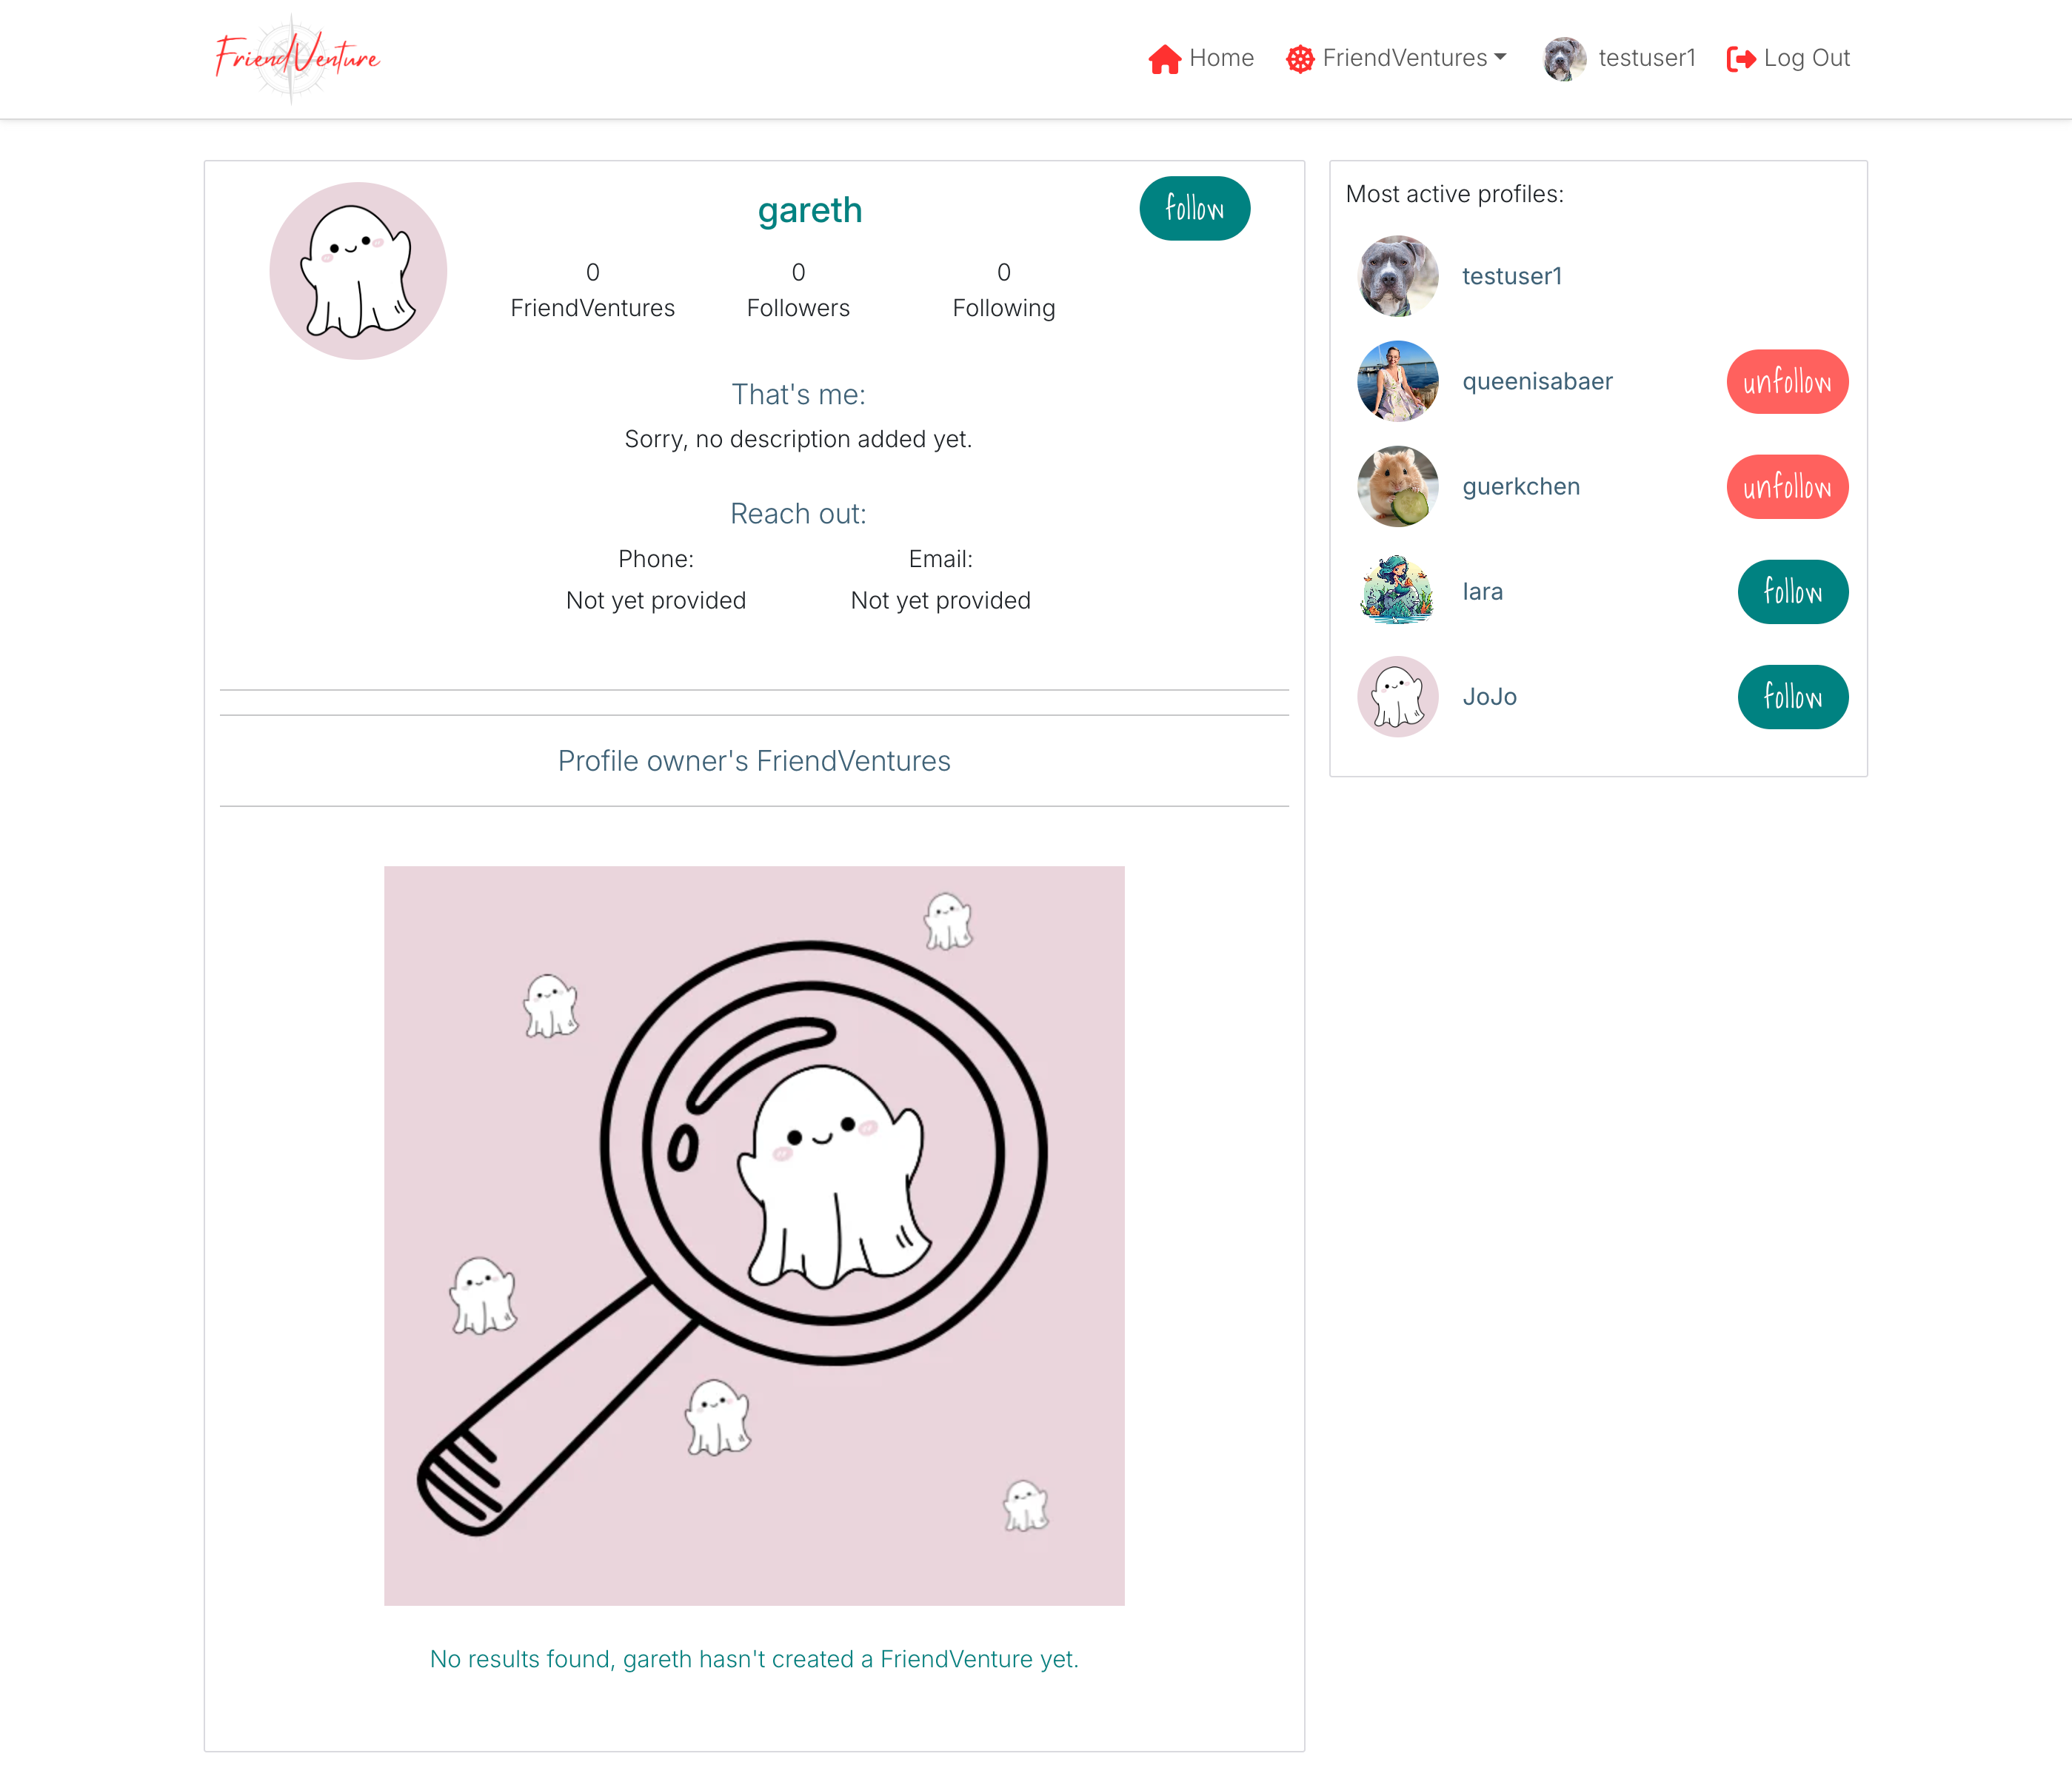 FriendVenture
Home FriendVentures testuser1 Log Out
gareth
follow
0 0 0
FriendVentures Followers Following
That's me:
Sorry, no description added yet.
Reach out:
Phone: Email:
Not yet provided Not yet provided
Profile owner's FriendVentures
No results found, gareth hasn't created a FriendVenture yet.
Most active profiles:
testuser1
queenisabaer unfollow
guerkchen unfollow
lara follow
JoJo follow